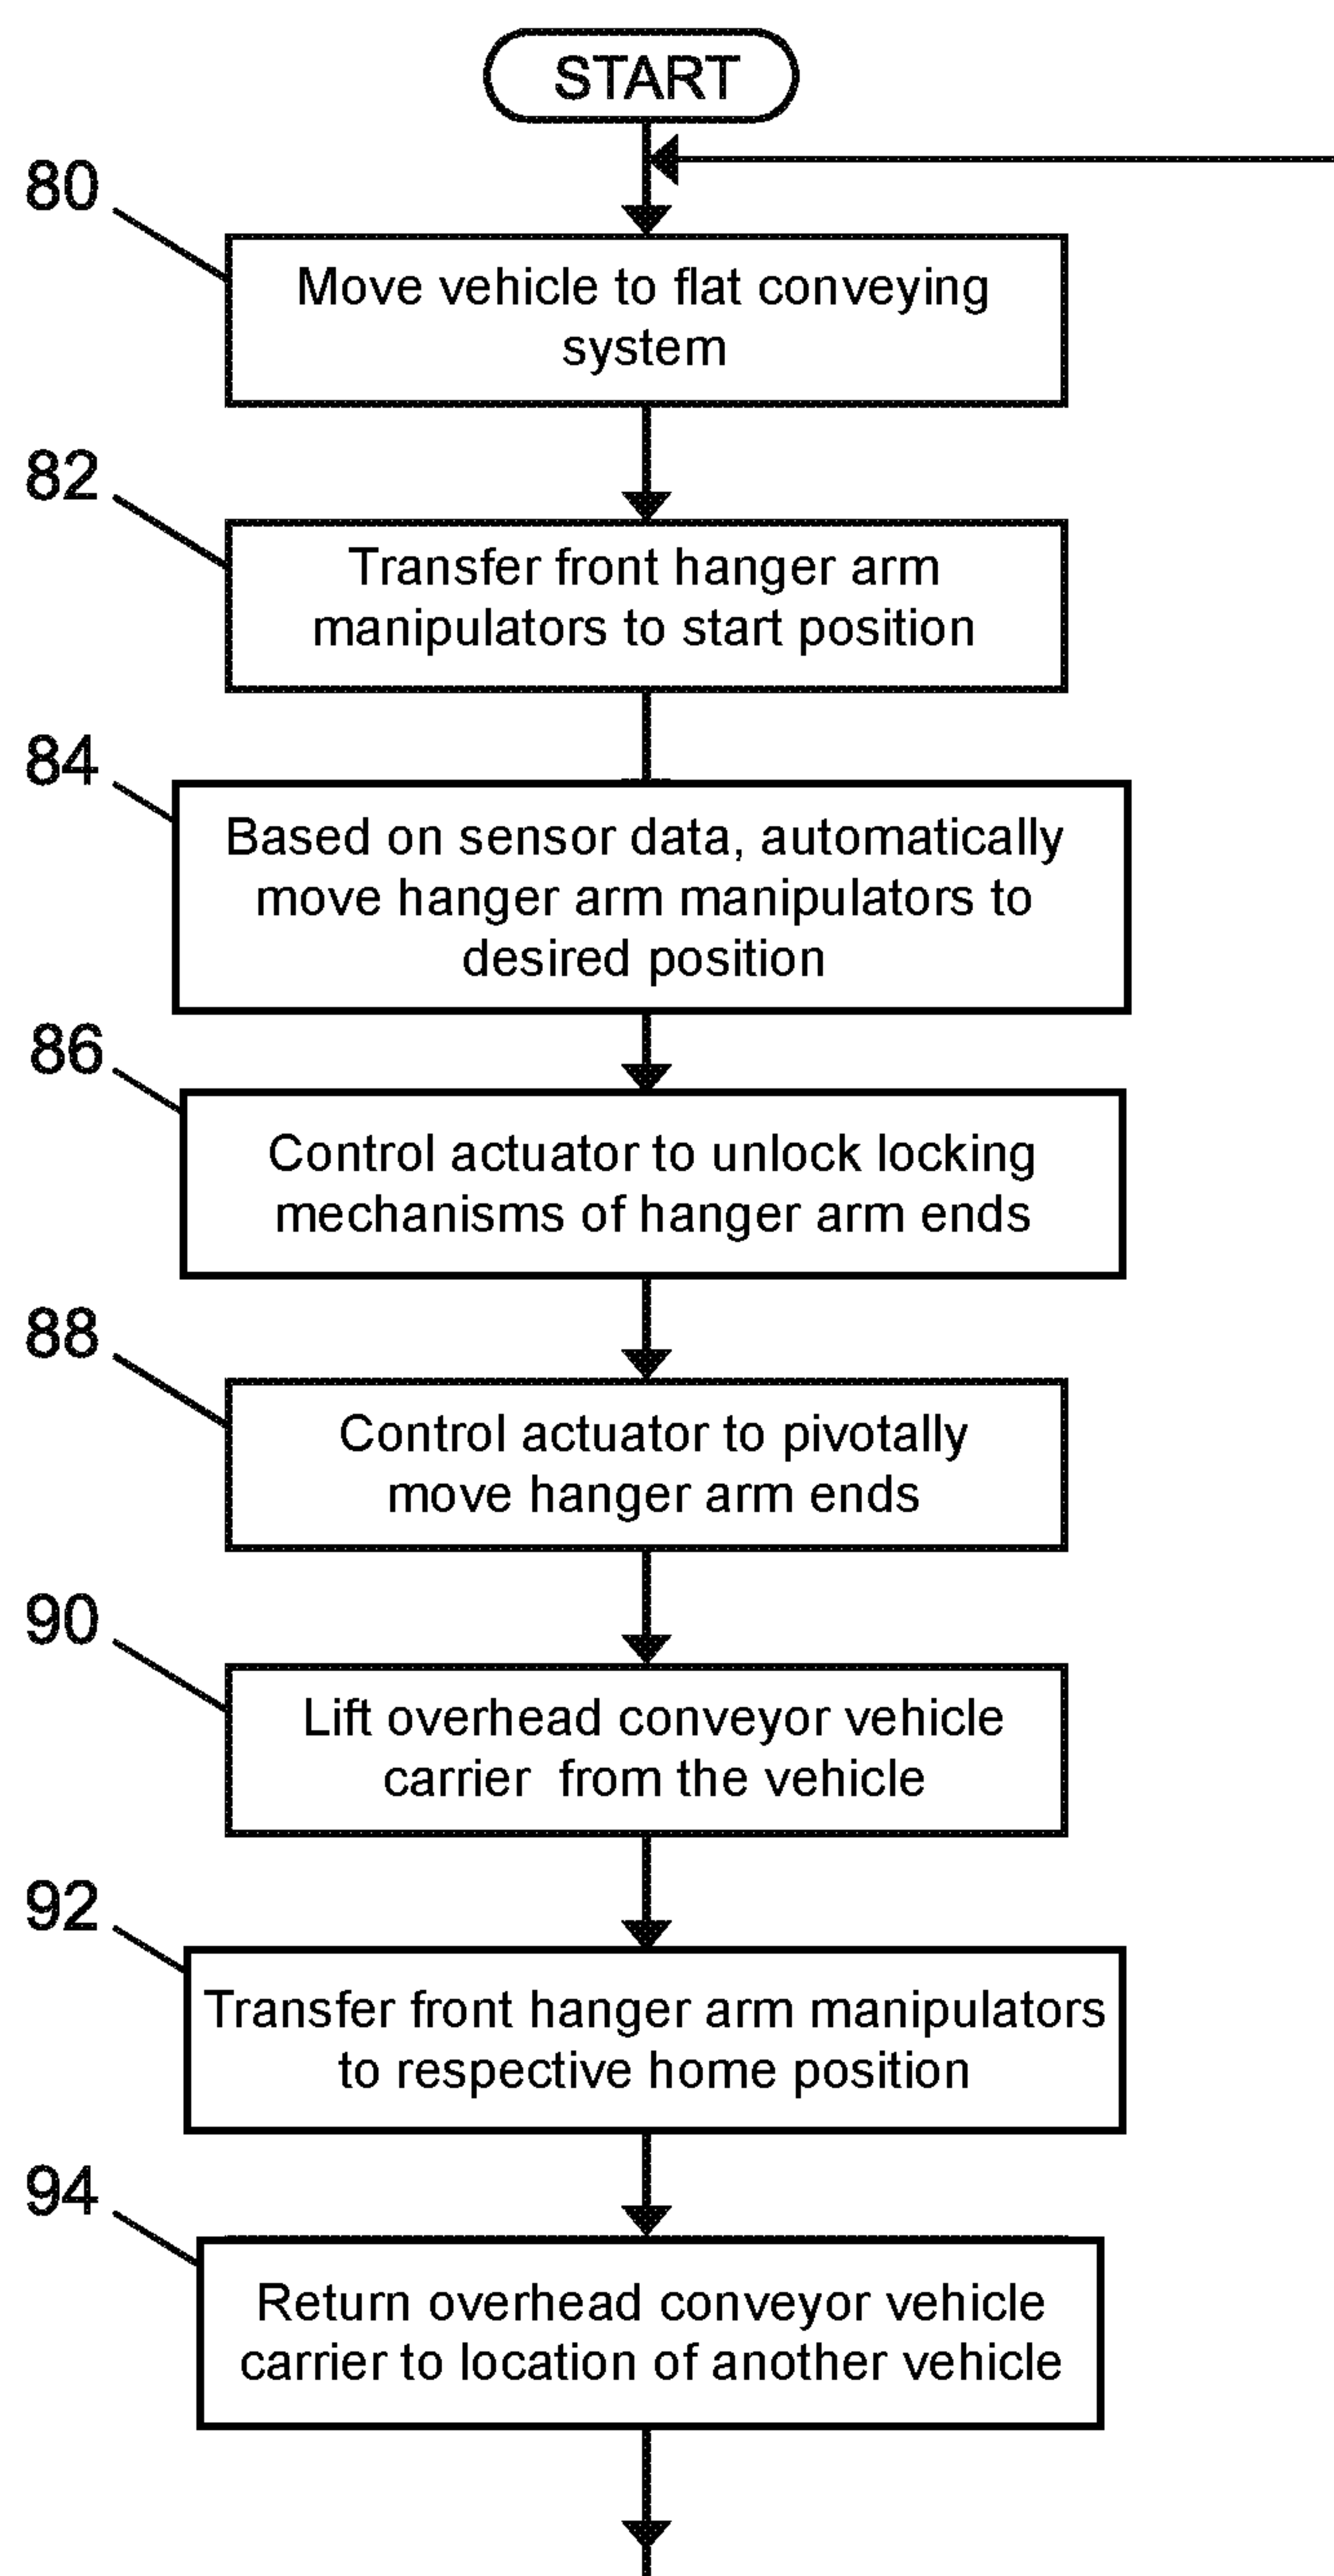 START
80
Move vehicle to flat conveying
system
82
Transfer front hanger arm
manipulators to start position
84
Based on sensor data, automatically
move hanger arm manipulators to
desired position
86
Control actuator to unlock locking
mechanisms of hanger arm ends
88
Control actuator to pivotally
move hanger arm ends
90
Lift overhead conveyor vehicle
carrier from the vehicle
92
Transfer front hanger arm manipulators
to respective home position
94
Return overhead conveyor vehicle
carrier to location of another vehicle